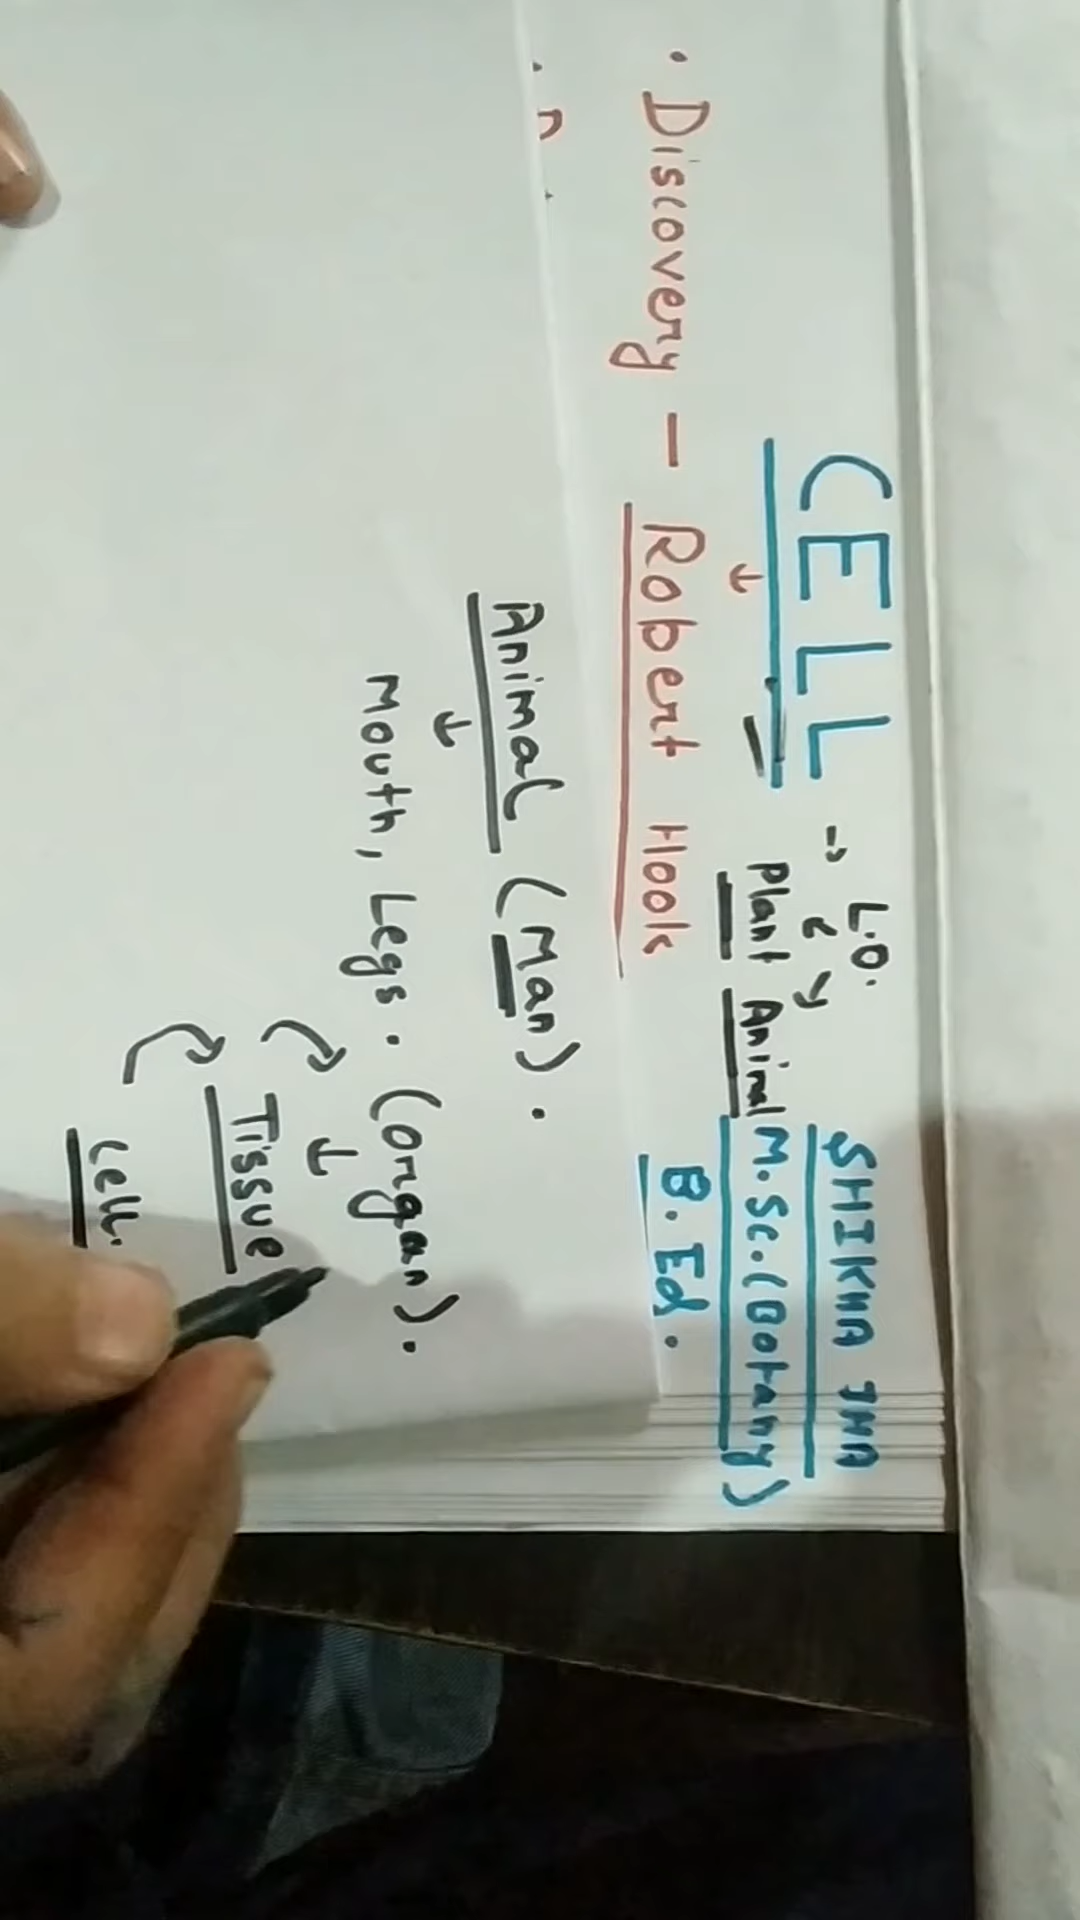 CELL → L.O.
Plant Animal
SHIKHA JHA
M.Sc. (Botany)
B. Ed.
• Discovery - Robert Hook
Animal (Man).
↓
Mouth, Legs. (organ).
↓
Tissue
Cell.